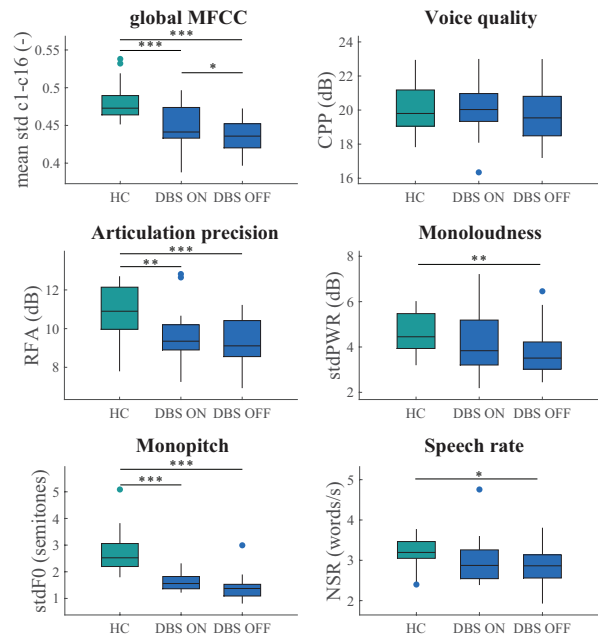 global MFCC
***
***
*
mean std c1-c16 (-)
0.55
0.5
0.45
0.4
HC DBS ON DBS OFF
Voice quality
CPP (dB)
24
22
20
18
16
HC DBS ON DBS OFF
Articulation precision
***
**
RFA (dB)
12
10
8
HC DBS ON DBS OFF
Monoloudness
**
stdPWR (dB)
8
6
4
2
HC DBS ON DBS OFF
Monopitch
***
***
stdF0 (semitones)
5
4
3
2
1
HC DBS ON DBS OFF
Speech rate
*
NSR (words/s)
5
4
3
2
HC DBS ON DBS OFF